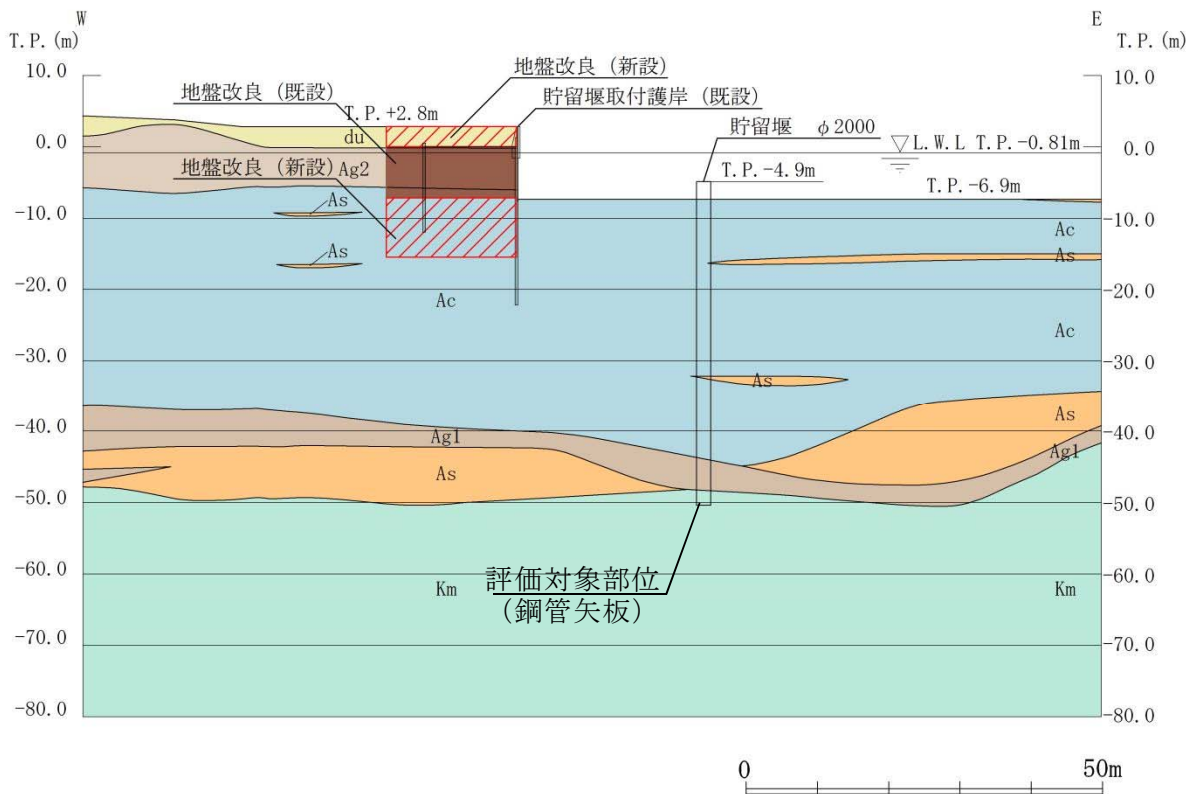 W
E
T.P.(m)
T.P.(m)
10.0
10.0
地盤改良（新設）
地盤改良（既設）
貯留堰取付護岸（既設）
T.P.+2.8m
du
貯留堰 φ2000
0.0
L.W.L T.P.-0.81m
0.0
地盤改良（新設）
Ag2
T.P.-4.9m
T.P.-6.9m
As
-10.0
-10.0
Ac
As
As
-20.0
Ac
-20.0
Ac
-30.0
-30.0
As
As
-40.0
-40.0
Ag1
Ag1
As
-50.0
-50.0
評価対象部位
（鋼管矢板）
-60.0
-60.0
Km
Km
-70.0
-70.0
-80.0
-80.0
0
50m